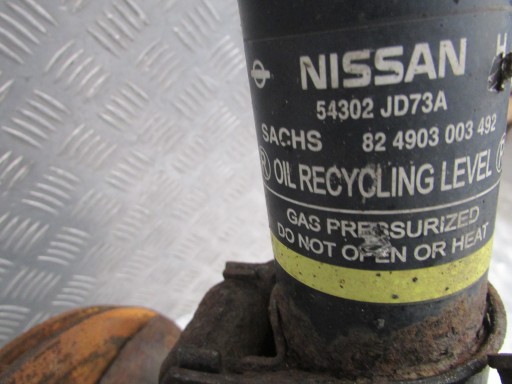 NISSAN H
54302 JD73A
SACHS 82 4903 003 492
R OIL RECYCLING LEVEL R
GAS PRESSURIZED
DO NOT OPEN OR HEAT